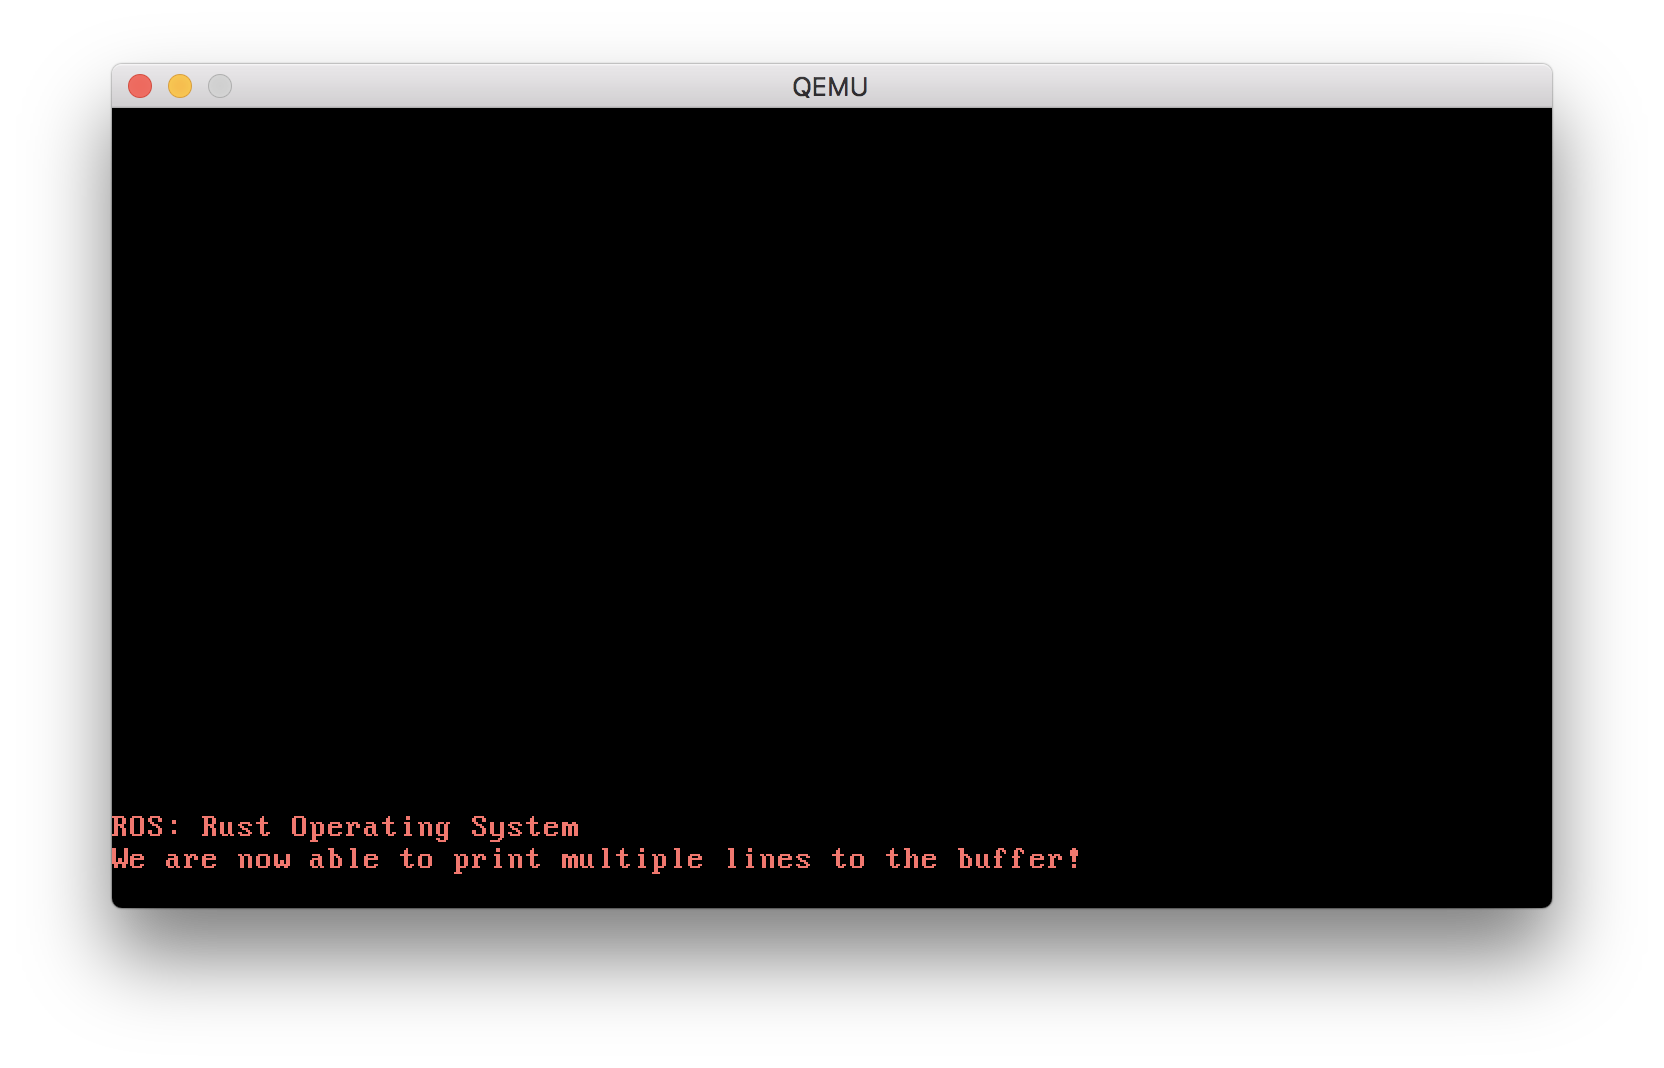 QEMU
ROS: Rust Operating System
We are now able to print multiple lines to the buffer!